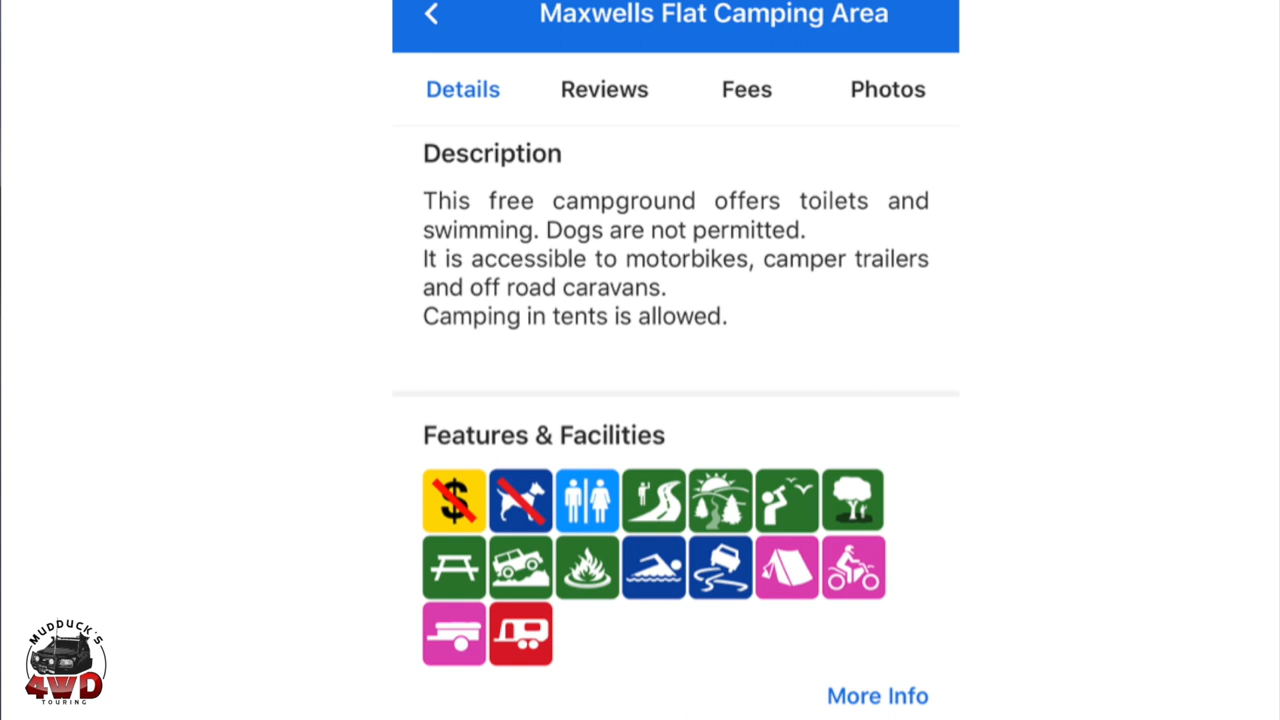 Maxwells Flat Camping Area
Details Reviews Fees Photos
Description
This free campground offers toilets and
swimming. Dogs are not permitted.
It is accessible to motorbikes, camper trailers
and off road caravans.
Camping in tents is allowed.
Features & Facilities
$
More Info
MUDDUCK'S
4WD
TOURING